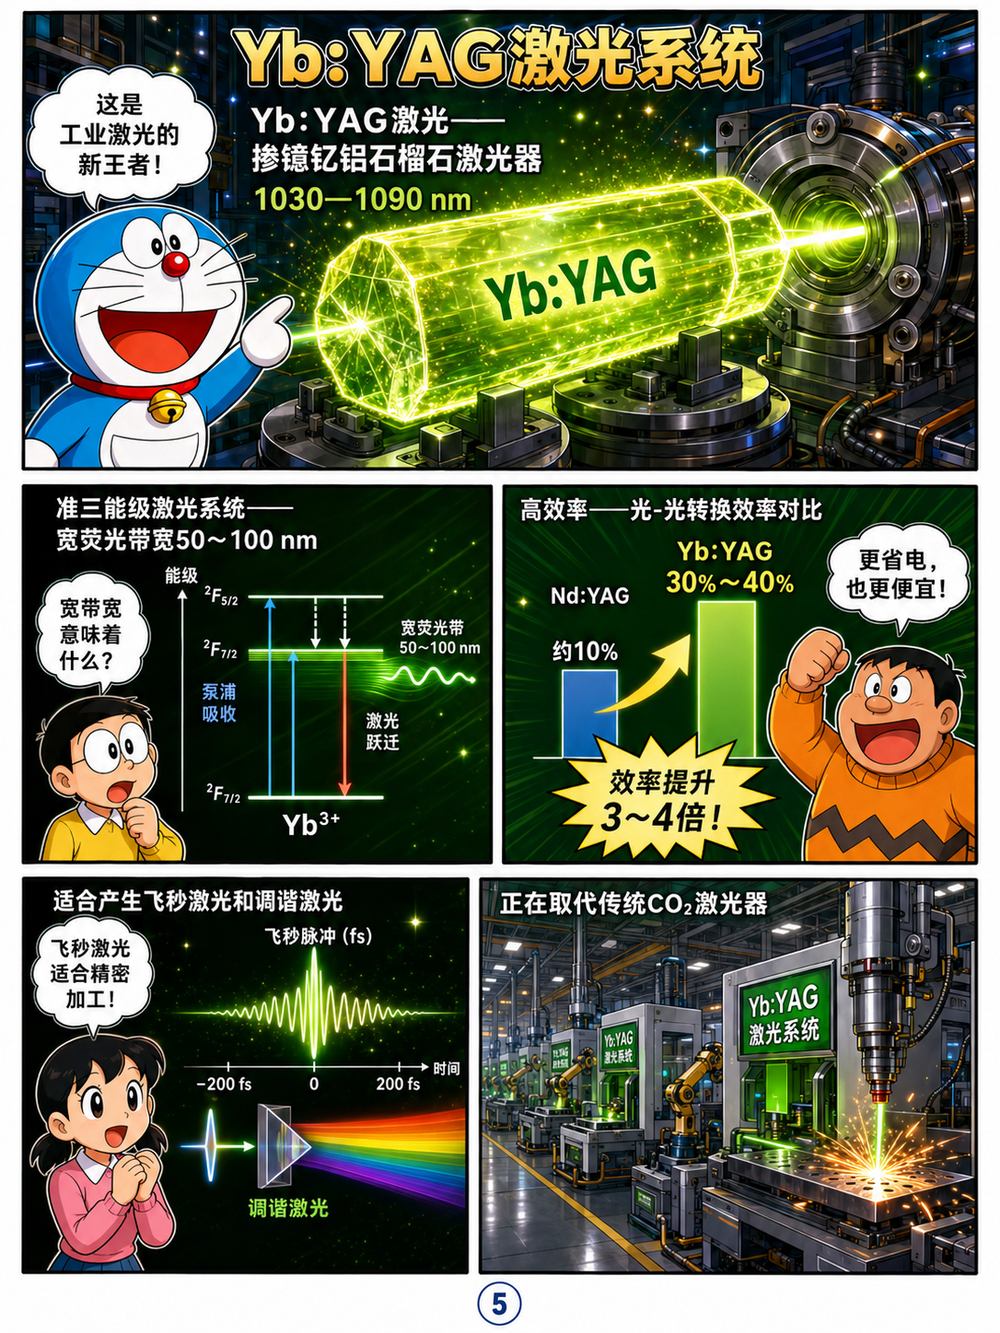 Yb:YAG激光系统
这是
工业激光的
新王者！
Yb:YAG激光——
掺镱钇铝石榴石激光器
1030—1090 nm
Yb:YAG
准三能级激光系统——
宽荧光带宽50～100 nm
宽带宽
意味着
什么？
能级
²F₅/₂
²F₇/₂
泵浦
吸收
激光
跃迁
宽荧光带
50～100 nm
²F₇/₂
Yb³⁺
高效率——光-光转换效率对比
Yb:YAG
30%～40%
Nd:YAG
约10%
更省电，
也更便宜！
效率提升
3～4倍！
适合产生飞秒激光和调谐激光
飞秒激光
适合精密
加工！
飞秒脉冲 (fs)
时间
−200 fs
0
200 fs
调谐激光
正在取代传统CO₂激光器
Yb:YAG
激光系统
Yb:YAG
激光系统
Yb:YAG
5